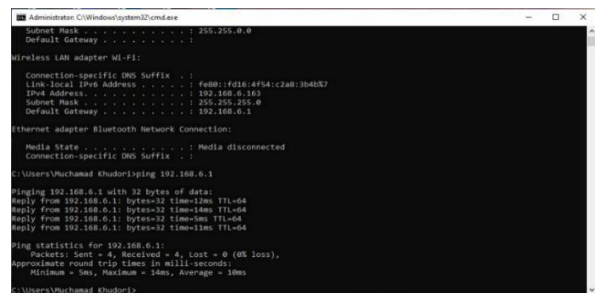 Administrator: C:\Windows\system32\cmd.exe
Subnet Mask . . . . . . . . . . . : 255.255.0.0
Default Gateway . . . . . . . . . :
Wireless LAN adapter Wi-Fi:
Connection-specific DNS Suffix  . :
Link-local IPv6 Address . . . . . : fe80::fd16:4f54:c2a8:3b4b%7
IPv4 Address. . . . . . . . . . . : 192.168.6.163
Subnet Mask . . . . . . . . . . . : 255.255.255.0
Default Gateway . . . . . . . . . : 192.168.6.1
Ethernet adapter Bluetooth Network Connection:
Media State . . . . . . . . . . . : Media disconnected
Connection-specific DNS Suffix  . :
C:\Users\Muchamad Khudori>ping 192.168.6.1
Pinging 192.168.6.1 with 32 bytes of data:
Reply from 192.168.6.1: bytes=32 time=12ms TTL=64
Reply from 192.168.6.1: bytes=32 time=14ms TTL=64
Reply from 192.168.6.1: bytes=32 time=5ms TTL=64
Reply from 192.168.6.1: bytes=32 time=11ms TTL=64
Ping statistics for 192.168.6.1:
Packets: Sent = 4, Received = 4, Lost = 0 (0% loss),
Approximate round trip times in milli-seconds:
Minimum = 5ms, Maximum = 14ms, Average = 10ms
C:\Users\Muchamad Khudori>